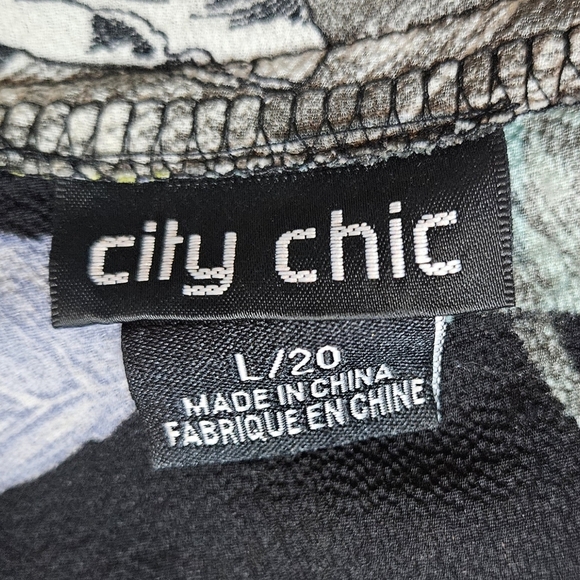 city chic
L/20
MADE IN CHINA
FABRIQUE EN CHINE